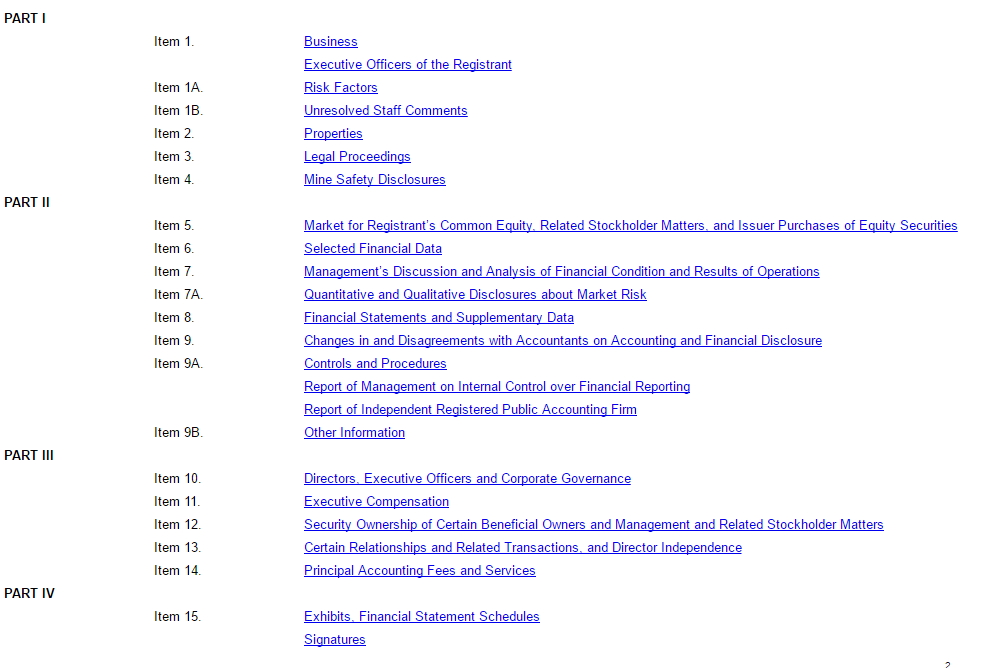 PART I
Item 1. Business
Executive Officers of the Registrant
Item 1A. Risk Factors
Item 1B. Unresolved Staff Comments
Item 2. Properties
Item 3. Legal Proceedings
Item 4. Mine Safety Disclosures
PART II
Item 5. Market for Registrant's Common Equity, Related Stockholder Matters, and Issuer Purchases of Equity Securities
Item 6. Selected Financial Data
Item 7. Management's Discussion and Analysis of Financial Condition and Results of Operations
Item 7A. Quantitative and Qualitative Disclosures about Market Risk
Item 8. Financial Statements and Supplementary Data
Item 9. Changes in and Disagreements with Accountants on Accounting and Financial Disclosure
Item 9A. Controls and Procedures
Report of Management on Internal Control over Financial Reporting
Report of Independent Registered Public Accounting Firm
Item 9B. Other Information
PART III
Item 10. Directors, Executive Officers and Corporate Governance
Item 11. Executive Compensation
Item 12. Security Ownership of Certain Beneficial Owners and Management and Related Stockholder Matters
Item 13. Certain Relationships and Related Transactions, and Director Independence
Item 14. Principal Accounting Fees and Services
PART IV
Item 15. Exhibits, Financial Statement Schedules
Signatures
2